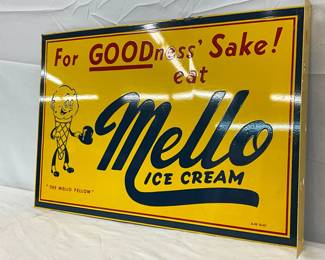 For GOODness' Sake!
eat
Mello
ICE CREAM
"THE MELLO FELLOW"